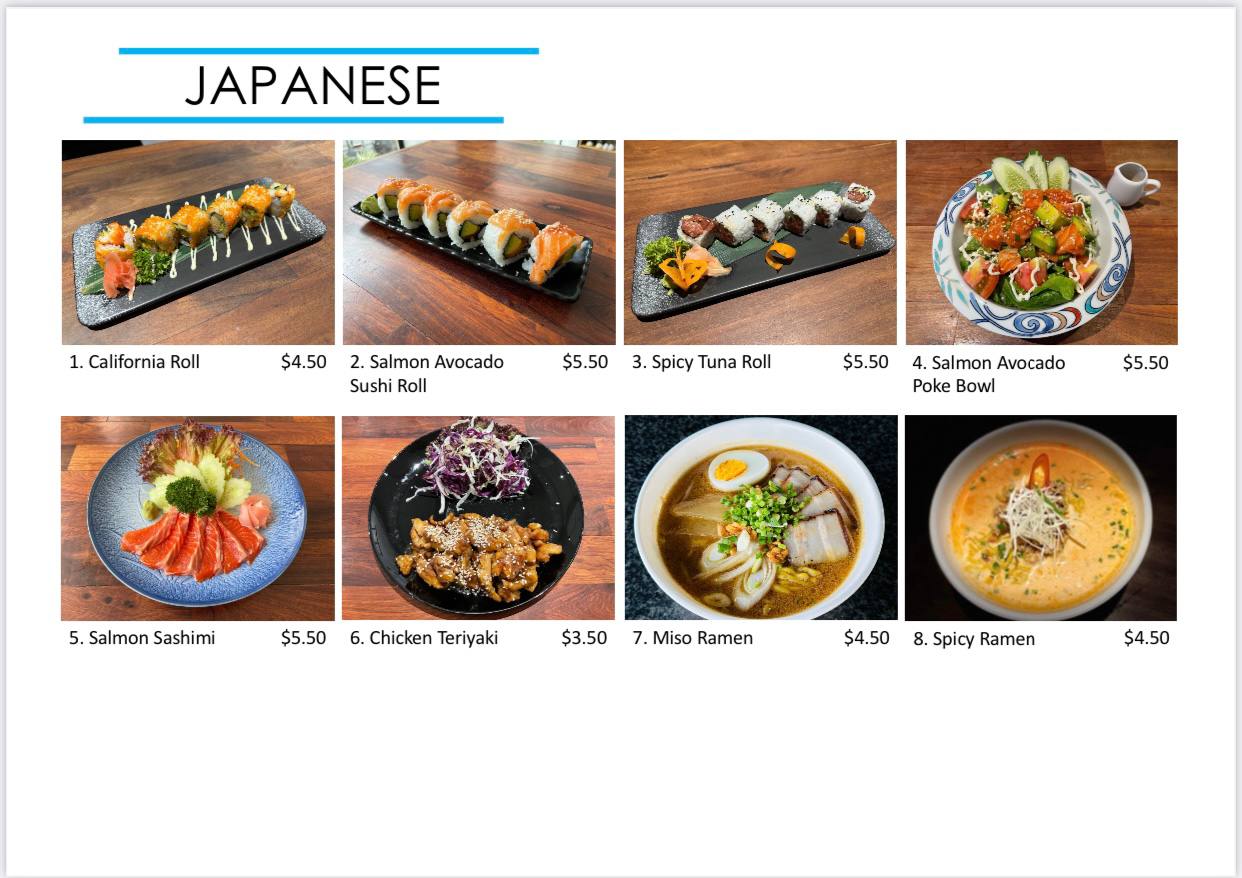 JAPANESE
1. California Roll $4.50
2. Salmon Avocado $5.50
Sushi Roll
3. Spicy Tuna Roll $5.50
4. Salmon Avocado $5.50
Poke Bowl
5. Salmon Sashimi $5.50
6. Chicken Teriyaki $3.50
7. Miso Ramen $4.50
8. Spicy Ramen $4.50